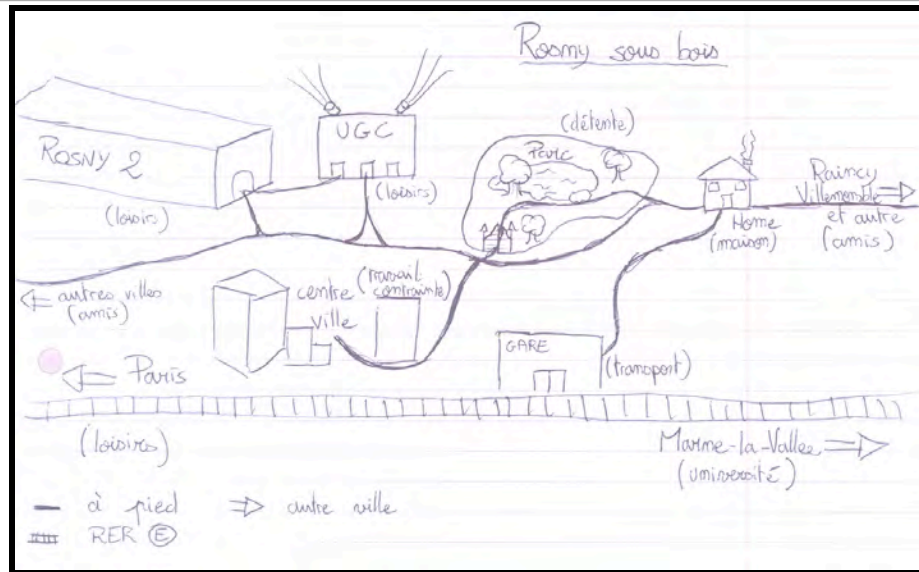 Rosny sous bois
UGC
ROSNY 2
(loisirs)
(loisirs)
(détente)
Parc
Raincy
Villemomble
et autre
(amis)
Home
(maison)
autres villes
(amis)
centre
ville
(travail
contrainte)
GARE
(transport)
Paris
(loisirs)
Marne-la-Vallée
(université)
à pied
autre ville
RER E